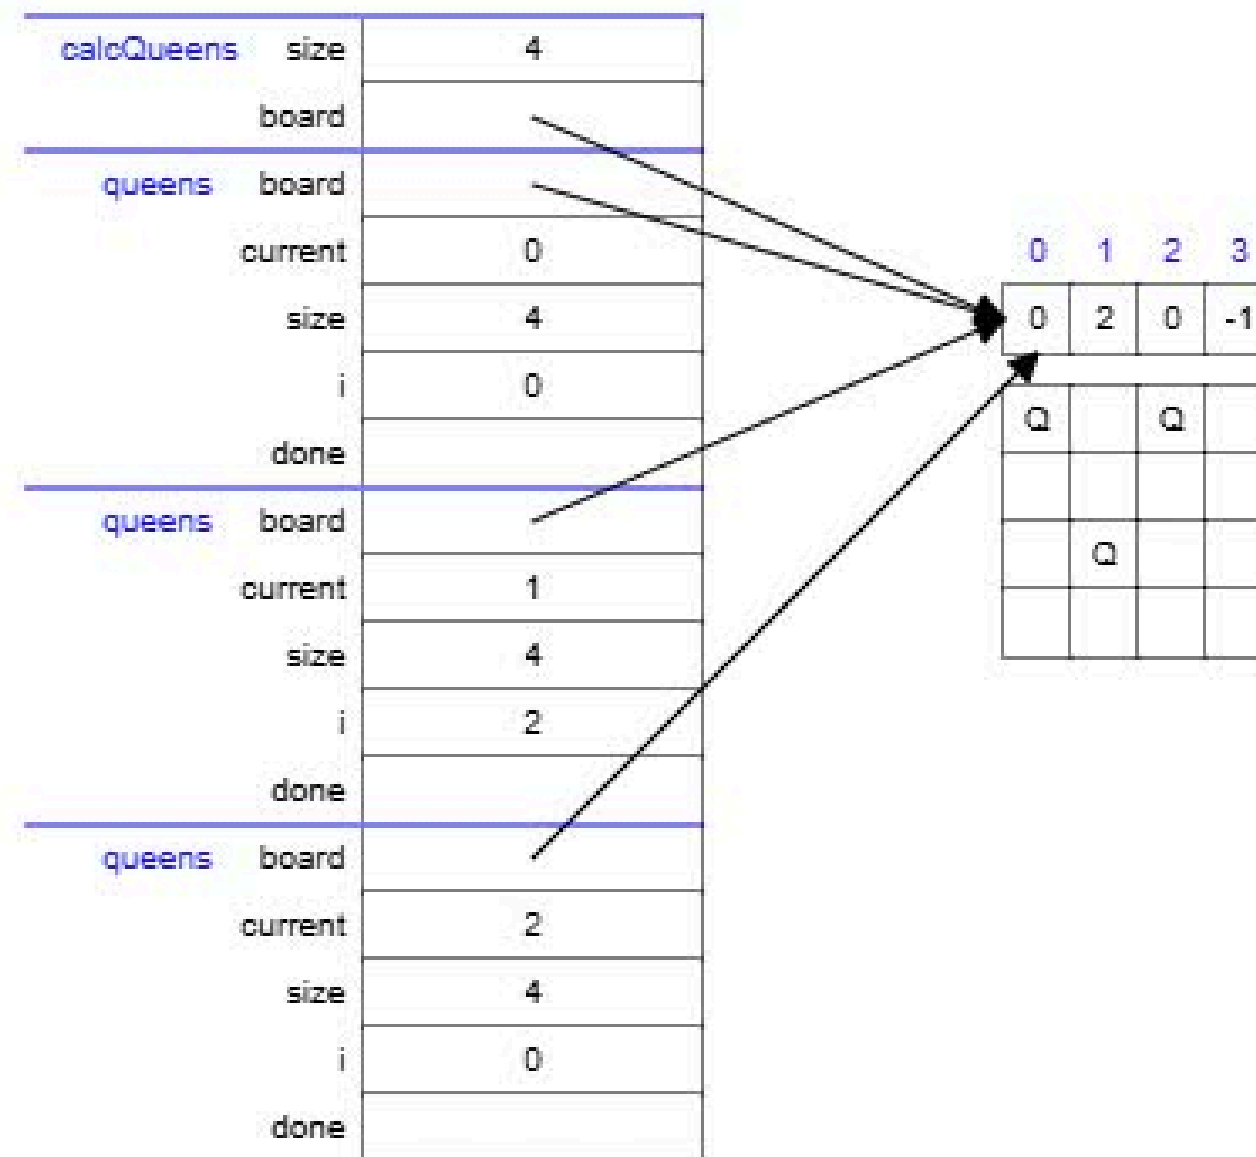 calcQueens size 4
board
queens board
current 0
size 4
i 0
done
queens board
current 1
size 4
i 2
done
queens board
current 2
size 4
i 0
done
0 1 2 3
0 2 0 -1
Q Q
Q